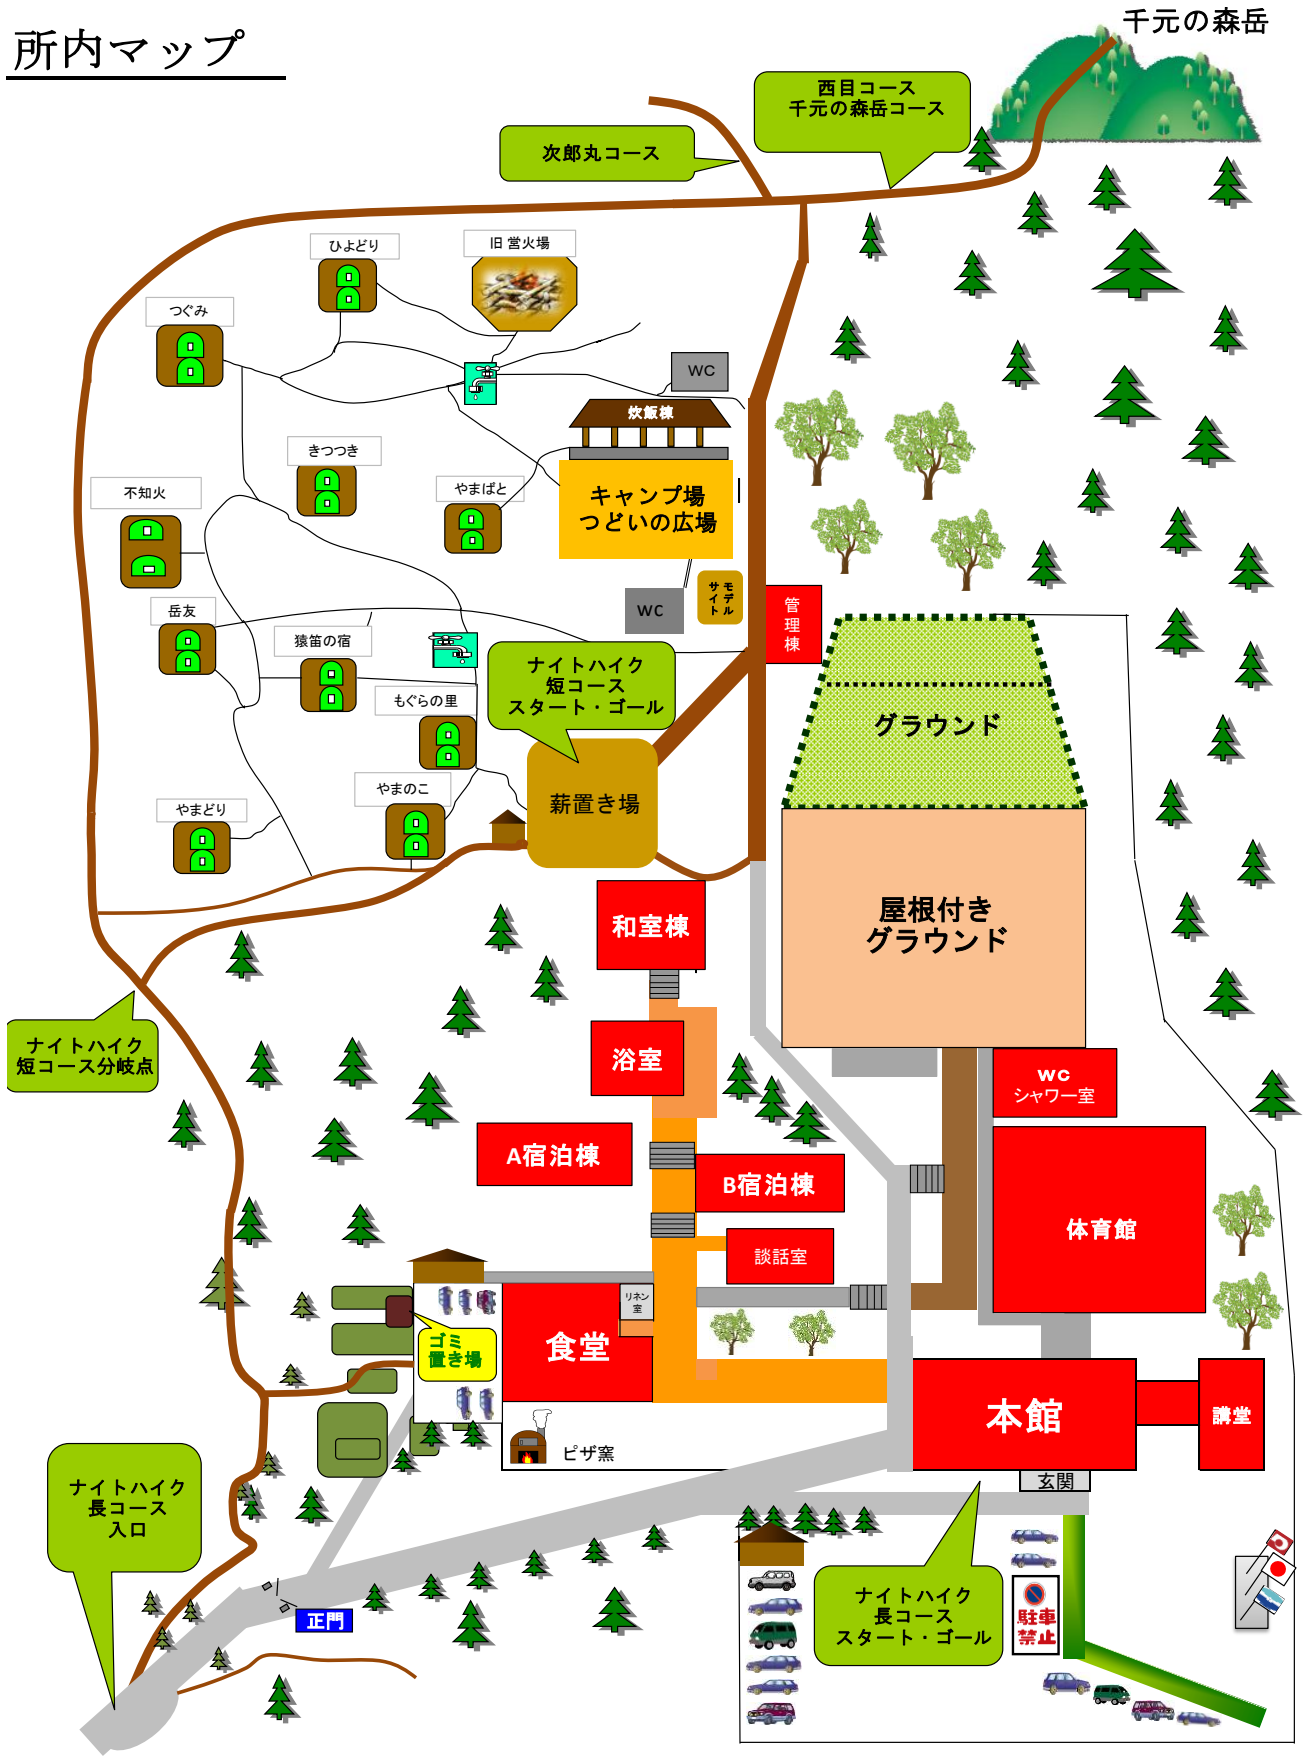 所内マップ
千元の森岳
西目コース
千元の森岳コース
次郎丸コース
ひよどり
旧 営火場
つぐみ
WC
炊飯棟
きつつき
やまばと
キャンプ場
つどいの広場
不知火
モデル
サイト
WC
管理棟
岳友
猿笛の宿
ナイトハイク
短コース
スタート・ゴール
もぐらの里
グラウンド
やまのこ
薪置き場
やまどり
和室棟
屋根付き
グラウンド
ナイトハイク
短コース分岐点
浴室
WC
シャワー室
A宿泊棟
B宿泊棟
体育館
談話室
リネン
室
ゴミ
置き場
食堂
本館
講堂
ピザ窯
玄関
ナイトハイク
長コース
入口
ナイトハイク
長コース
スタート・ゴール
駐車
禁止
正門